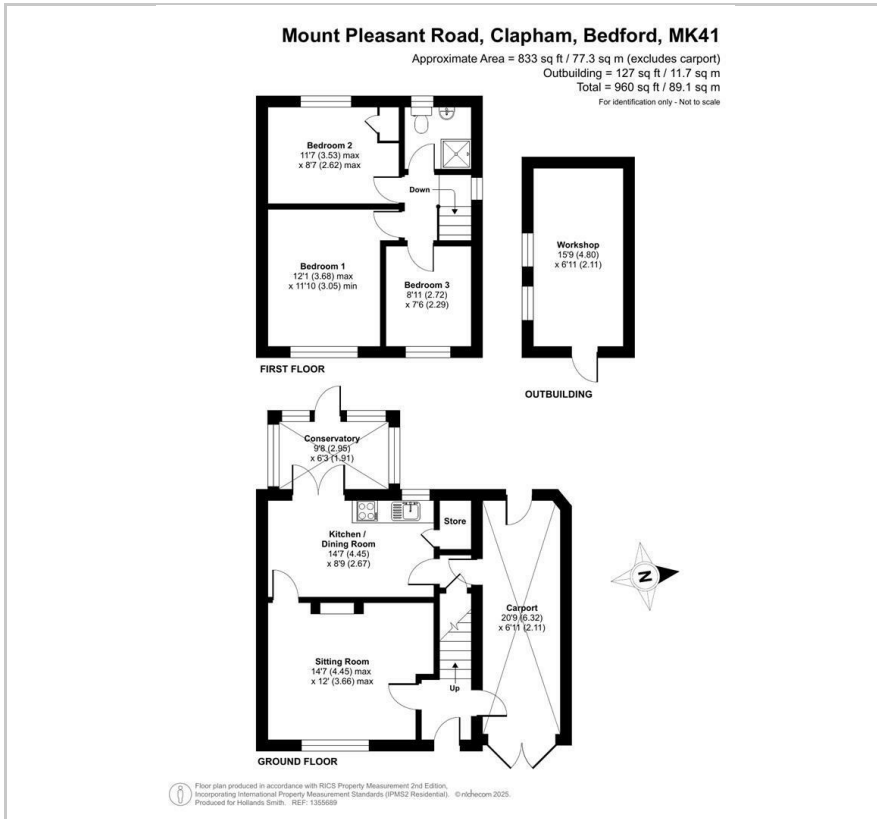 Mount Pleasant Road, Clapham, Bedford, MK41
Approximate Area = 833 sq ft / 77.3 sq m (excludes carport)
Outbuilding = 127 sq ft / 11.7 sq m
Total = 960 sq ft / 89.1 sq m
For identification only - Not to scale
Bedroom 2
11'7 (3.53) max
x 8'7 (2.62) max
Down
Bedroom 1
12'1 (3.68) max
x 11'10 (3.05) min
Bedroom 3
8'11 (2.72)
x 7'6 (2.29)
FIRST FLOOR
Workshop
15'9 (4.80)
x 6'11 (2.11)
OUTBUILDING
Conservatory
9'8 (2.95)
x 6'3 (1.91)
Kitchen /
Dining Room
14'7 (4.45)
x 8'9 (2.67)
Store
Carport
20'9 (6.32)
x 6'11 (2.11)
Sitting Room
14'7 (4.45) max
x 12' (3.66) max
Up
GROUND FLOOR
N
Floor plan produced in accordance with RICS Property Measurement 2nd Edition,
Incorporating International Property Measurement Standards (IPMS2 Residential). © nichecom 2025.
Produced for Hollands Smith. REF: 1355689